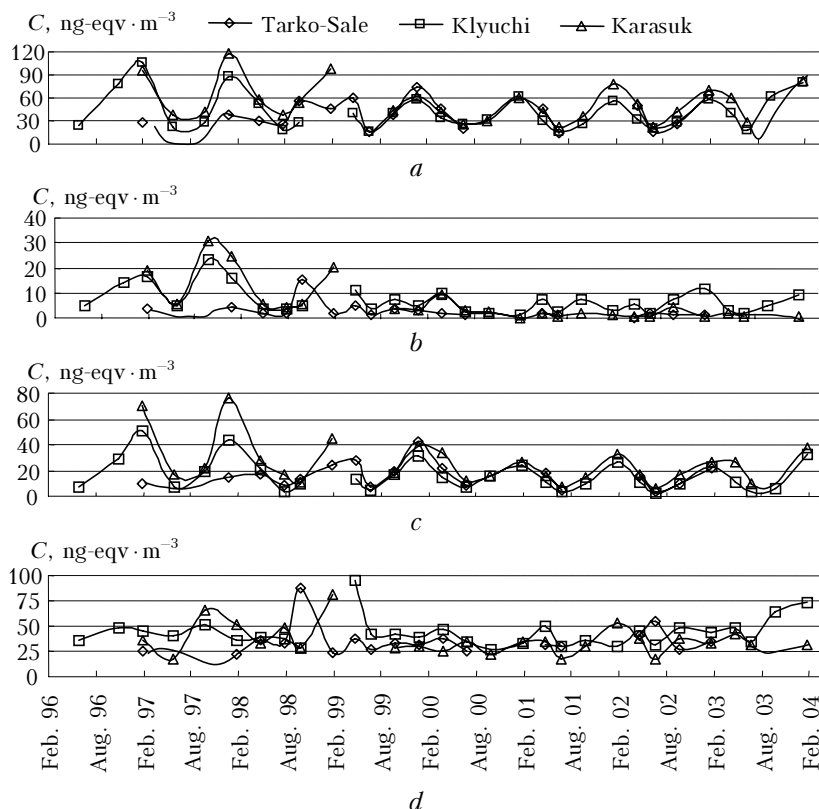 C, ng-eqv · m⁻³ Tarko-Sale Klyuchi Karasuk
120
90
60
30
0
a
C, ng-eqv · m⁻³
40
30
20
10
0
b
C, ng-eqv · m⁻³
80
60
40
20
0
c
C, ng-eqv · m⁻³
100
75
50
25
0
Feb. 96
Aug. 96
Feb. 97
Aug. 97
Feb. 98
Aug. 98
Feb. 99
Aug. 99
Feb. 00
Aug. 00
Feb. 01
Aug. 01
Feb. 02
Aug. 02
Feb. 03
Aug. 03
Feb. 04
d